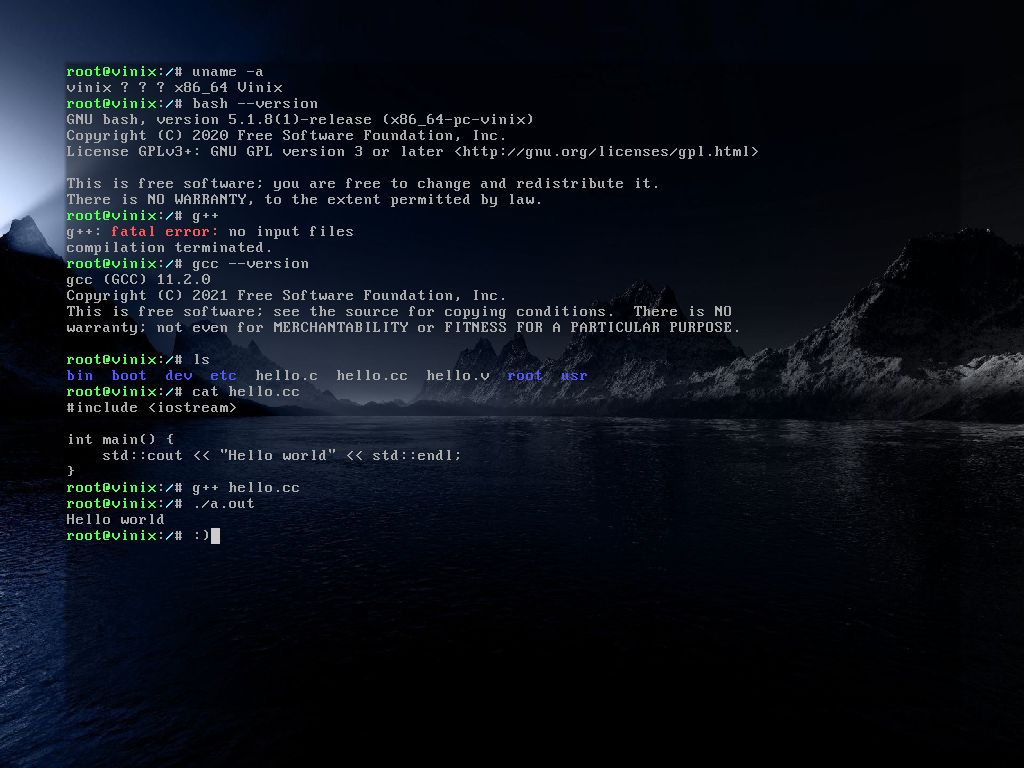 root@vinix:/# uname -a
vinix ? ? ? x86_64 Vinix
root@vinix:/# bash --version
GNU bash, version 5.1.8(1)-release (x86_64-pc-vinix)
Copyright (C) 2020 Free Software Foundation, Inc.
License GPLv3+: GNU GPL version 3 or later <http://gnu.org/licenses/gpl.html>

This is free software; you are free to change and redistribute it.
There is NO WARRANTY, to the extent permitted by law.
root@vinix:/# g++
g++: fatal error: no input files
compilation terminated.
root@vinix:/# gcc --version
gcc (GCC) 11.2.0
Copyright (C) 2021 Free Software Foundation, Inc.
This is free software; see the source for copying conditions.  There is NO
warranty; not even for MERCHANTABILITY or FITNESS FOR A PARTICULAR PURPOSE.

root@vinix:/# ls
bin  boot  dev  etc  hello.c  hello.cc  hello.v  root  usr
root@vinix:/# cat hello.cc
#include <iostream>

int main() {
    std::cout << "Hello world" << std::endl;
}
root@vinix:/# g++ hello.cc
root@vinix:/# ./a.out
Hello world
root@vinix:/# :)